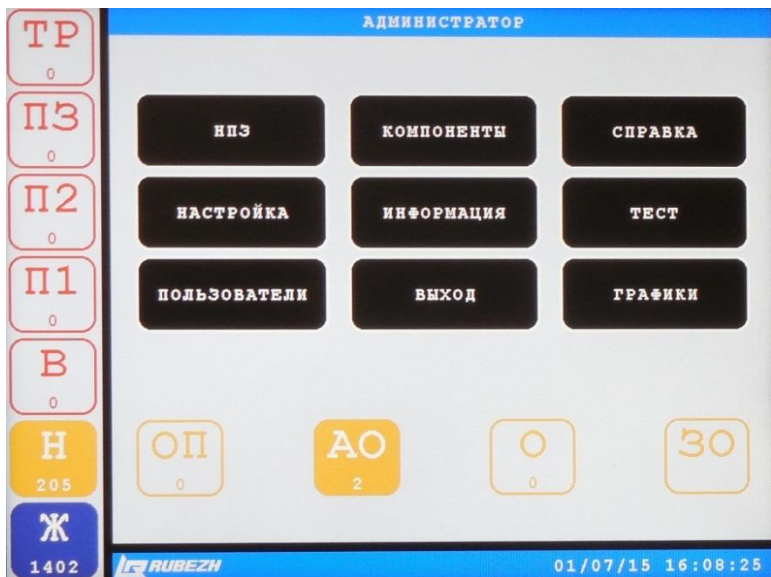 АДМИНИСТРАТОР
ТР
0
ПЗ
0
П2
0
П1
0
В
0
Н
205
Ж
1402
НПЗ
КОМПОНЕНТЫ
СПРАВКА
НАСТРОЙКА
ИНФОРМАЦИЯ
ТЕСТ
ПОЛЬЗОВАТЕЛИ
ВЫХОД
ГРАФИКИ
ОП
0
АО
2
О
0
ЗО
RUBEZH
01/07/15 16:08:25